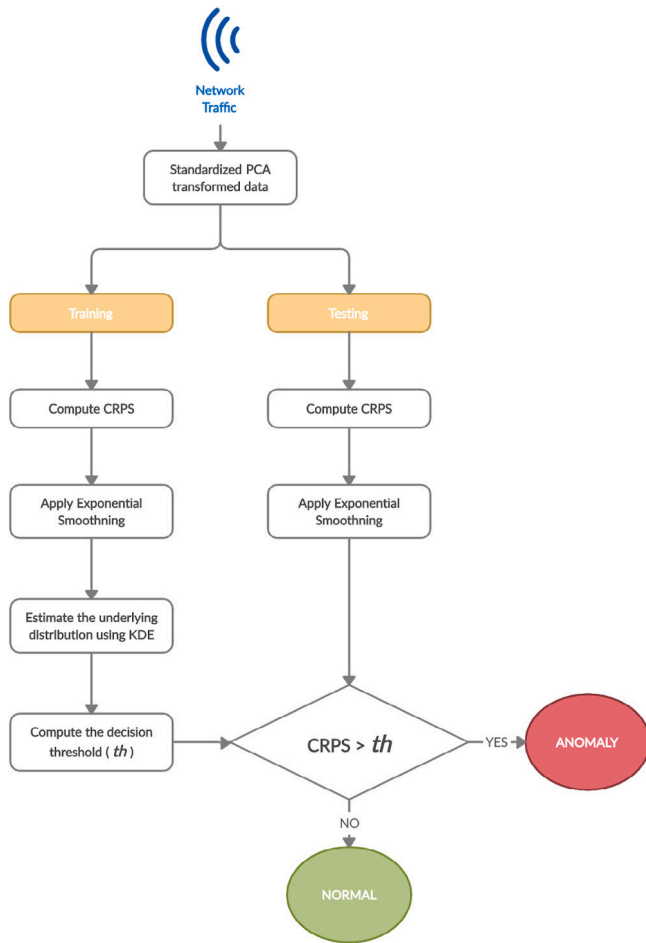 Network
Traffic
Standardized PCA
transformed data
Training
Testing
Compute CRPS
Compute CRPS
Apply Exponential
Smoothning
Apply Exponential
Smoothning
Estimate the underlying
distribution using KDE
Compute the decision
threshold ( th )
CRPS > th
YES
ANOMALY
NO
NORMAL